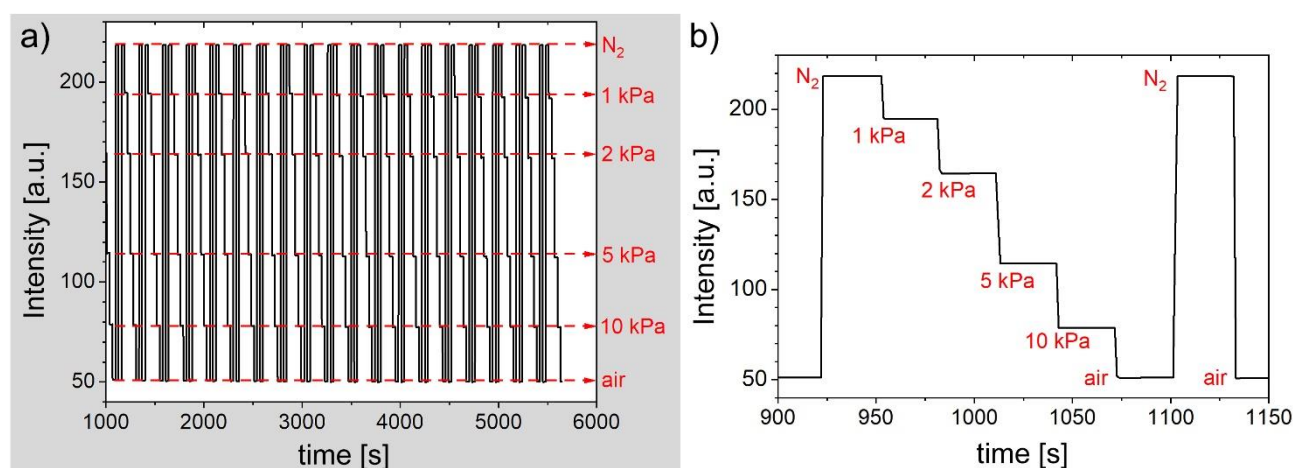 a)
Intensity [a.u.]
200
150
100
50
1000 2000 3000 4000 5000 6000
time [s]
N₂
1 kPa
2 kPa
5 kPa
10 kPa
air
b)
Intensity [a.u.]
200
150
100
50
900 950 1000 1050 1100 1150
time [s]
N₂
1 kPa
2 kPa
5 kPa
10 kPa
air
N₂
air